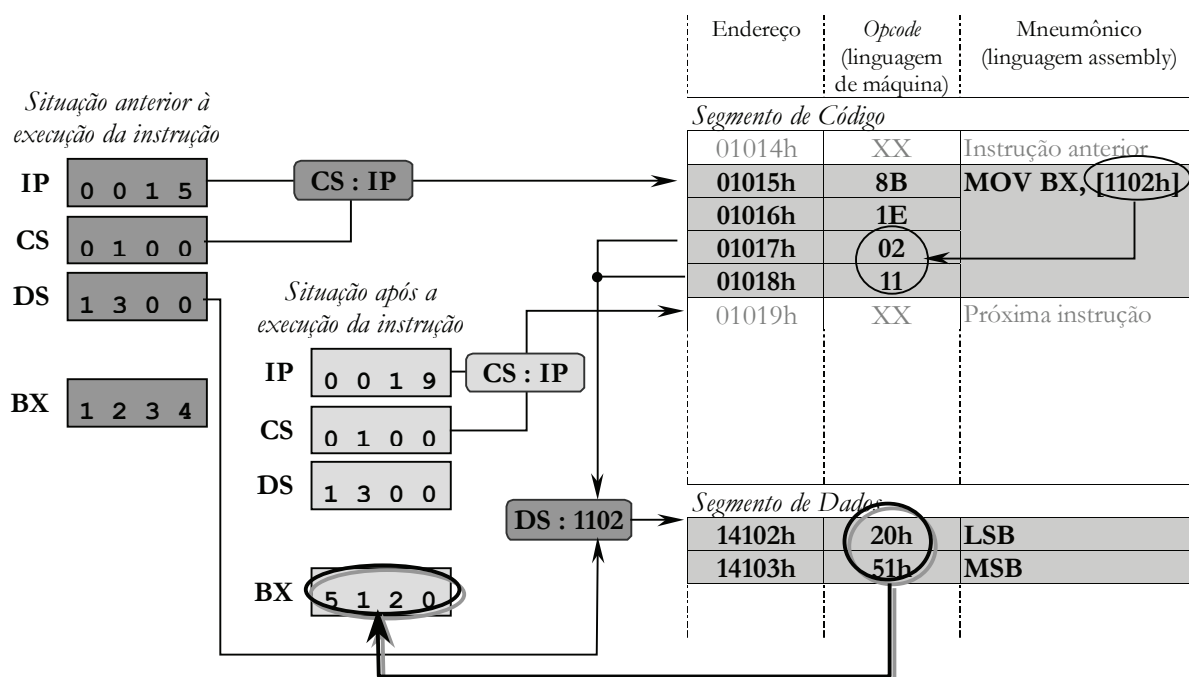 Endereço
Opcode
(linguagem
de máquina)
Mneumônico
(linguagem assembly)
Situação anterior à
execução da instrução
IP 0 0 1 5
CS : IP
CS 0 1 0 0
DS 1 3 0 0
BX 1 2 3 4
Segmento de Código
01014h XX Instrução anterior
01015h 8B MOV BX, [1102h]
01016h 1E
01017h 02
01018h 11
01019h XX Próxima instrução
Situação após a
execução da instrução
IP 0 0 1 9
CS : IP
CS 0 1 0 0
DS 1 3 0 0
DS : 1102
BX 5 1 2 0
Segmento de Dados
14102h 20h LSB
14103h 51h MSB